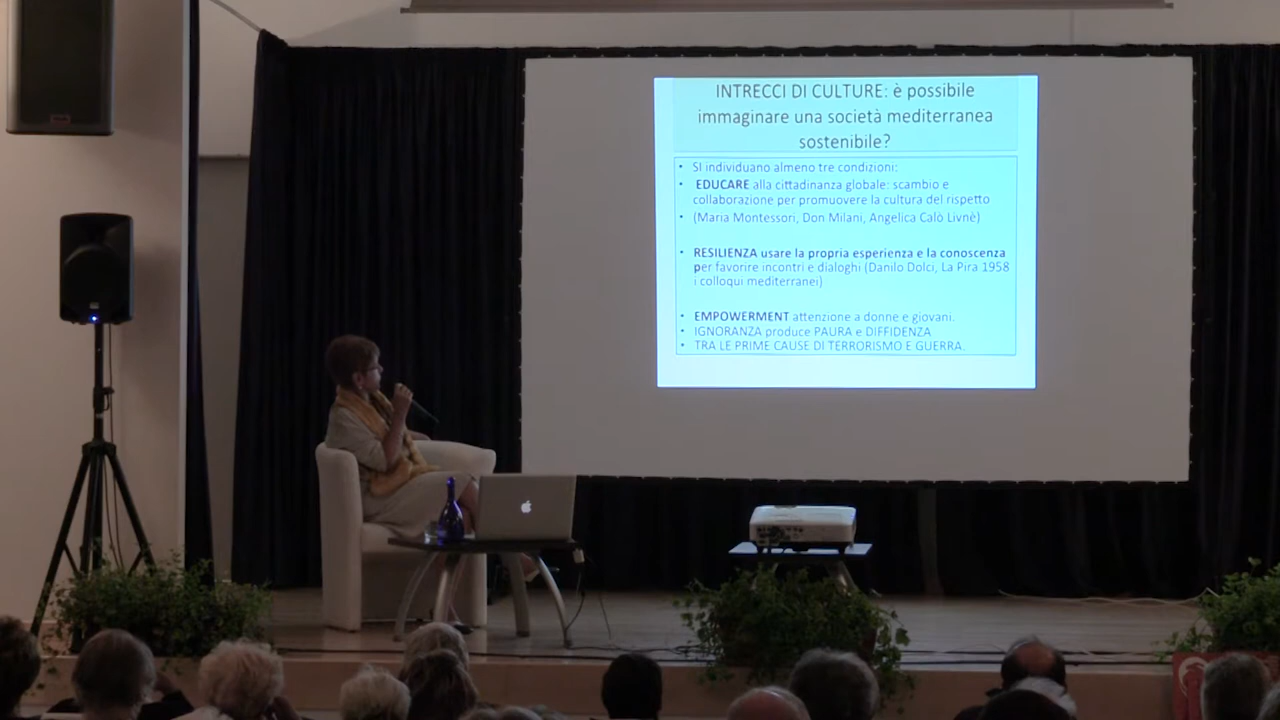 INTRECCI DI CULTURE: è possibile
immaginare una società mediterranea
sostenibile?
• SI individuano almeno tre condizioni:
• EDUCARE alla cittadinanza globale: scambio e
collaborazione per promuovere la cultura del rispetto
• (Maria Montessori, Don Milani, Angelica Calò Livnè)
• RESILIENZA usare la propria esperienza e la conoscenza
per favorire incontri e dialoghi (Danilo Dolci, La Pira 1958
i colloqui mediterranei)
• EMPOWERMENT attenzione a donne e giovani.
• IGNORANZA produce PAURA e DIFFIDENZA
• TRA LE PRIME CAUSE DI TERRORISMO E GUERRA.